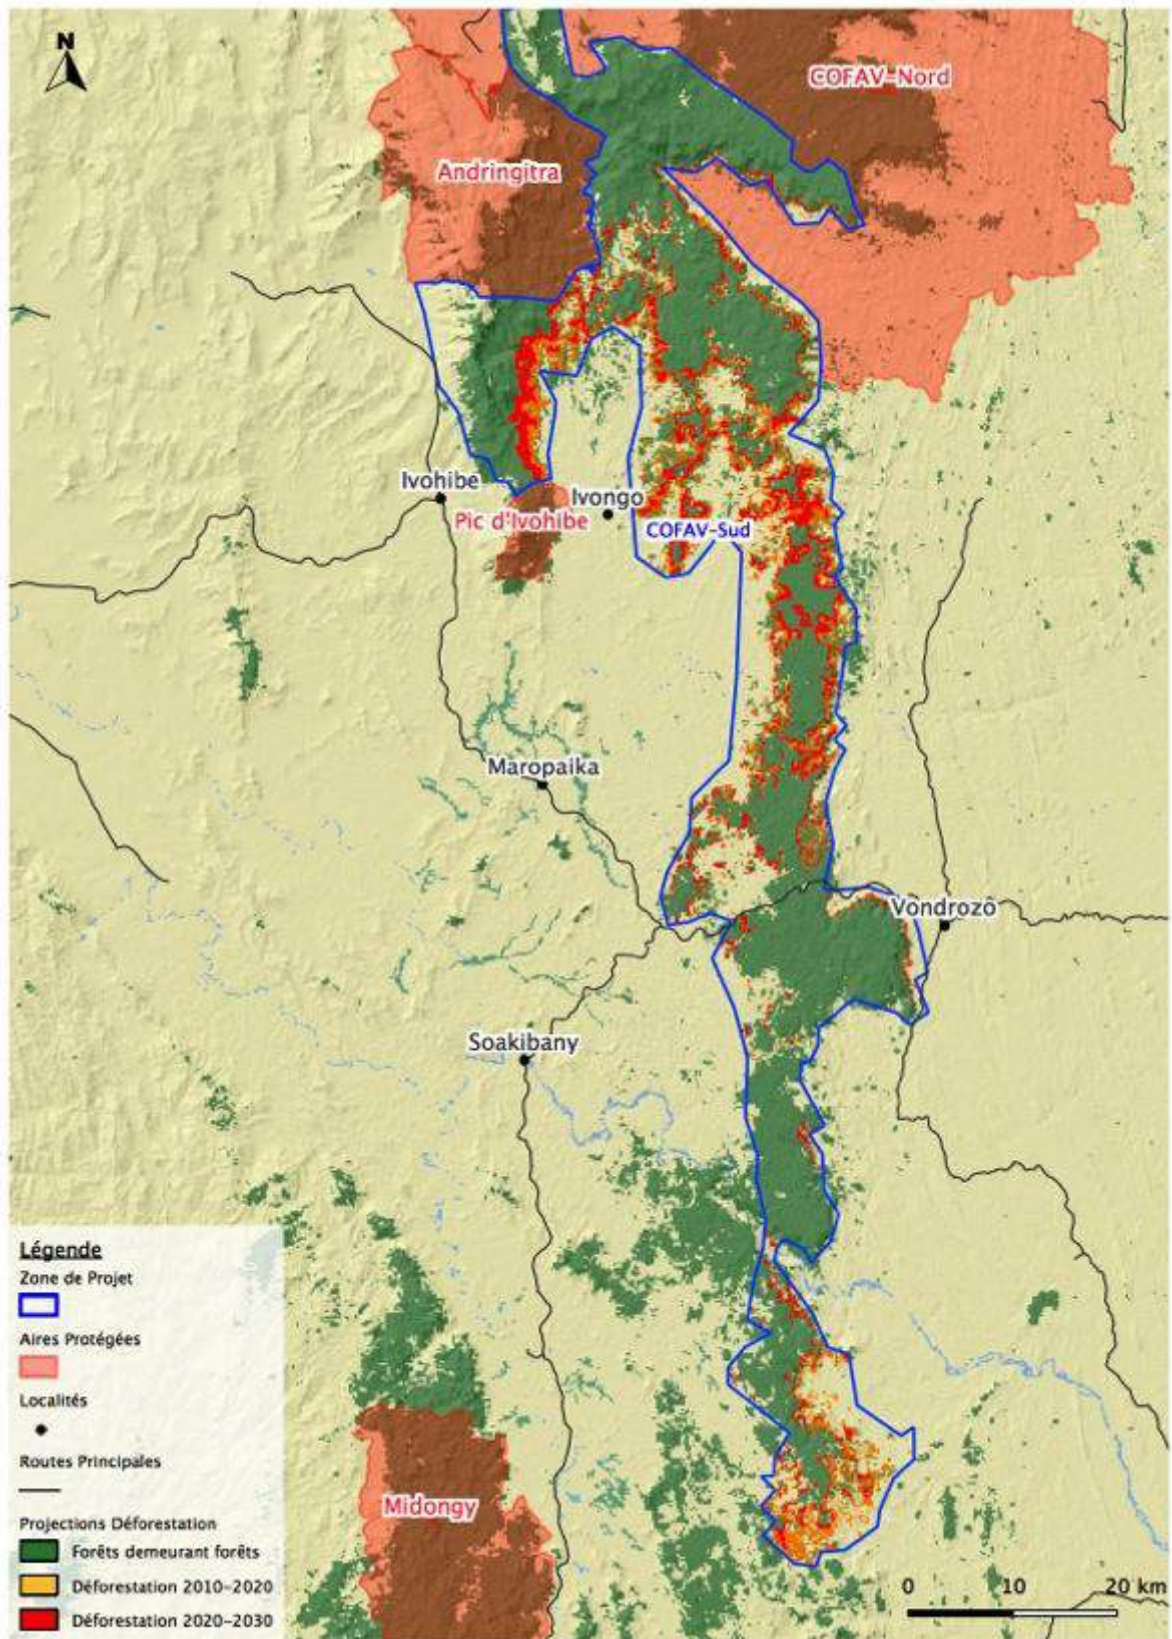 N
COFAV-Nord
Andringitra
Ivohibe
Ivongo
Pic d'Ivohibe
COFAV-Sud
Maropaika
Vondrozo
Soakibany
Midongy
Légende
Zone de Projet
Aires Protégées
Localités
Routes Principales
Projections Déforestation
Forêts demeurant forêts
Déforestation 2010-2020
Déforestation 2020-2030
0 10 20 km